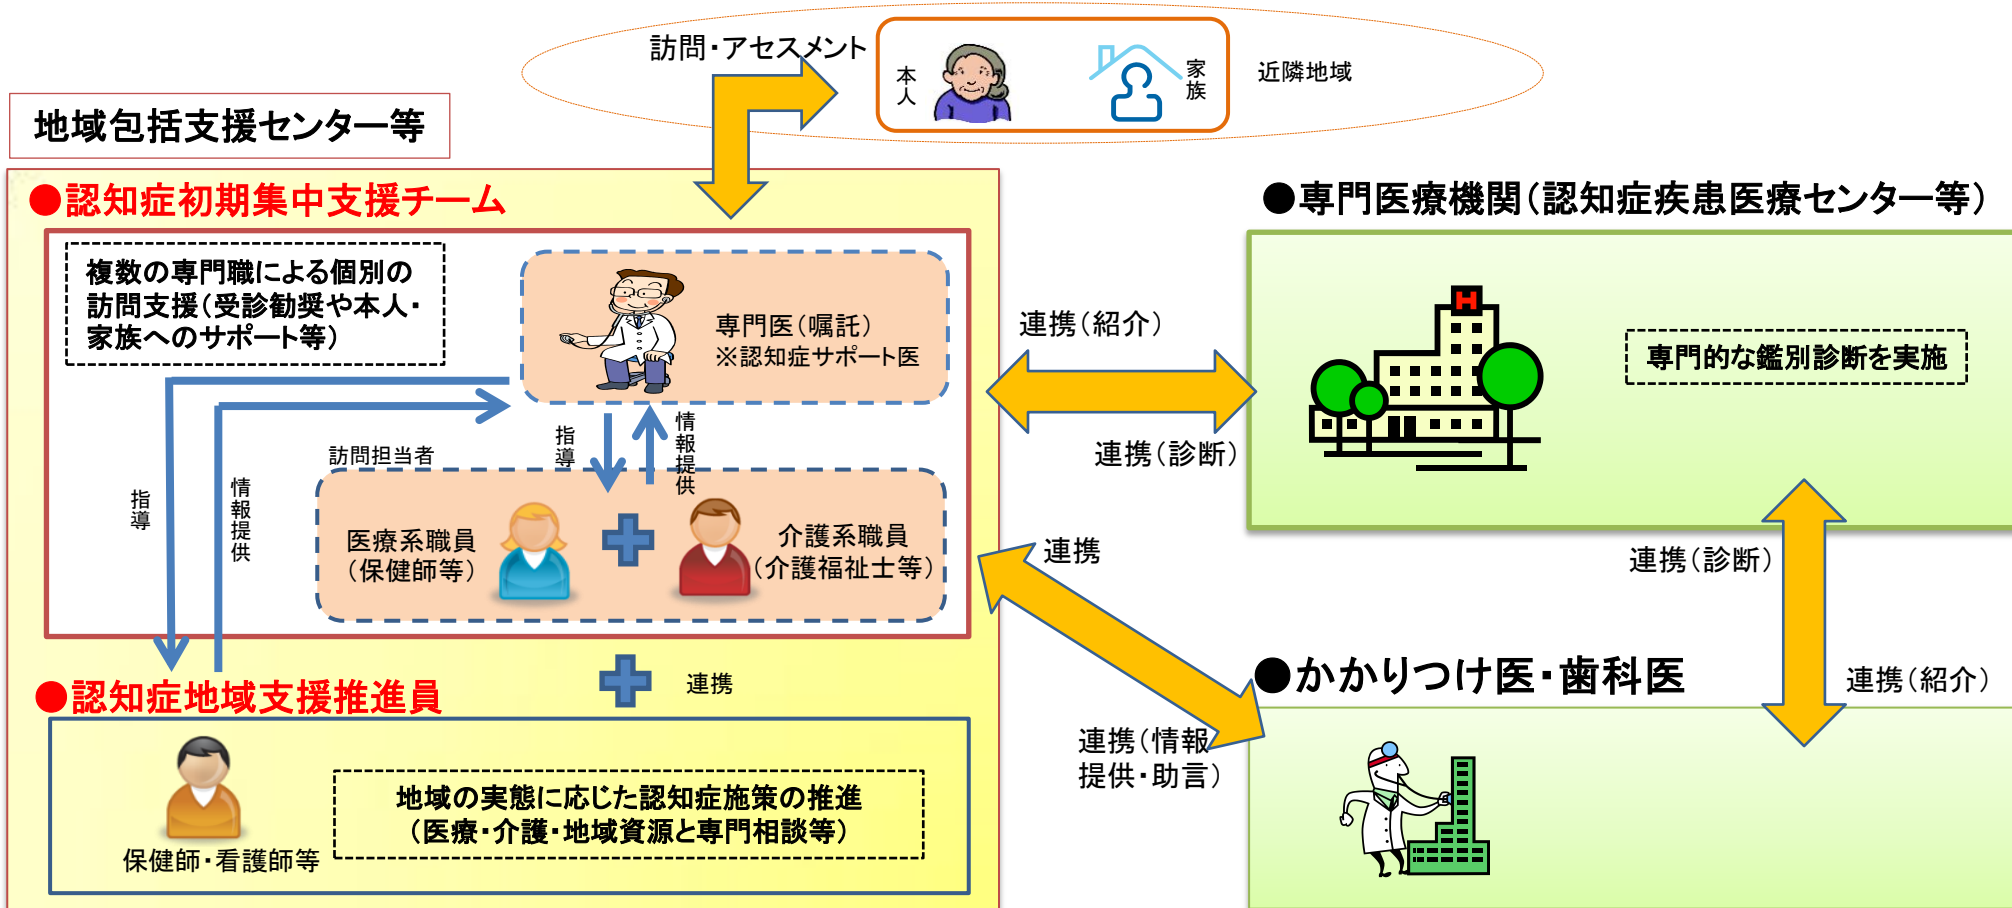 訪問・アセスメント
本人
家族
近隣地域
地域包括支援センター等
●認知症初期集中支援チーム
複数の専門職による個別の
訪問支援(受診勧奨や本人・
家族へのサポート等)
専門医(嘱託)
※認知症サポート医
指導
情報提供
訪問担当者
指導
情報提供
医療系職員
(保健師等)
介護系職員
(介護福祉士等)
連携
●認知症地域支援推進員
保健師・看護師等
地域の実態に応じた認知症施策の推進
(医療・介護・地域資源と専門相談等)
連携(紹介)
連携(診断)
連携
連携(情報
提供・助言)
●専門医療機関(認知症疾患医療センター等)
H
専門的な鑑別診断を実施
連携(診断)
連携(紹介)
●かかりつけ医・歯科医